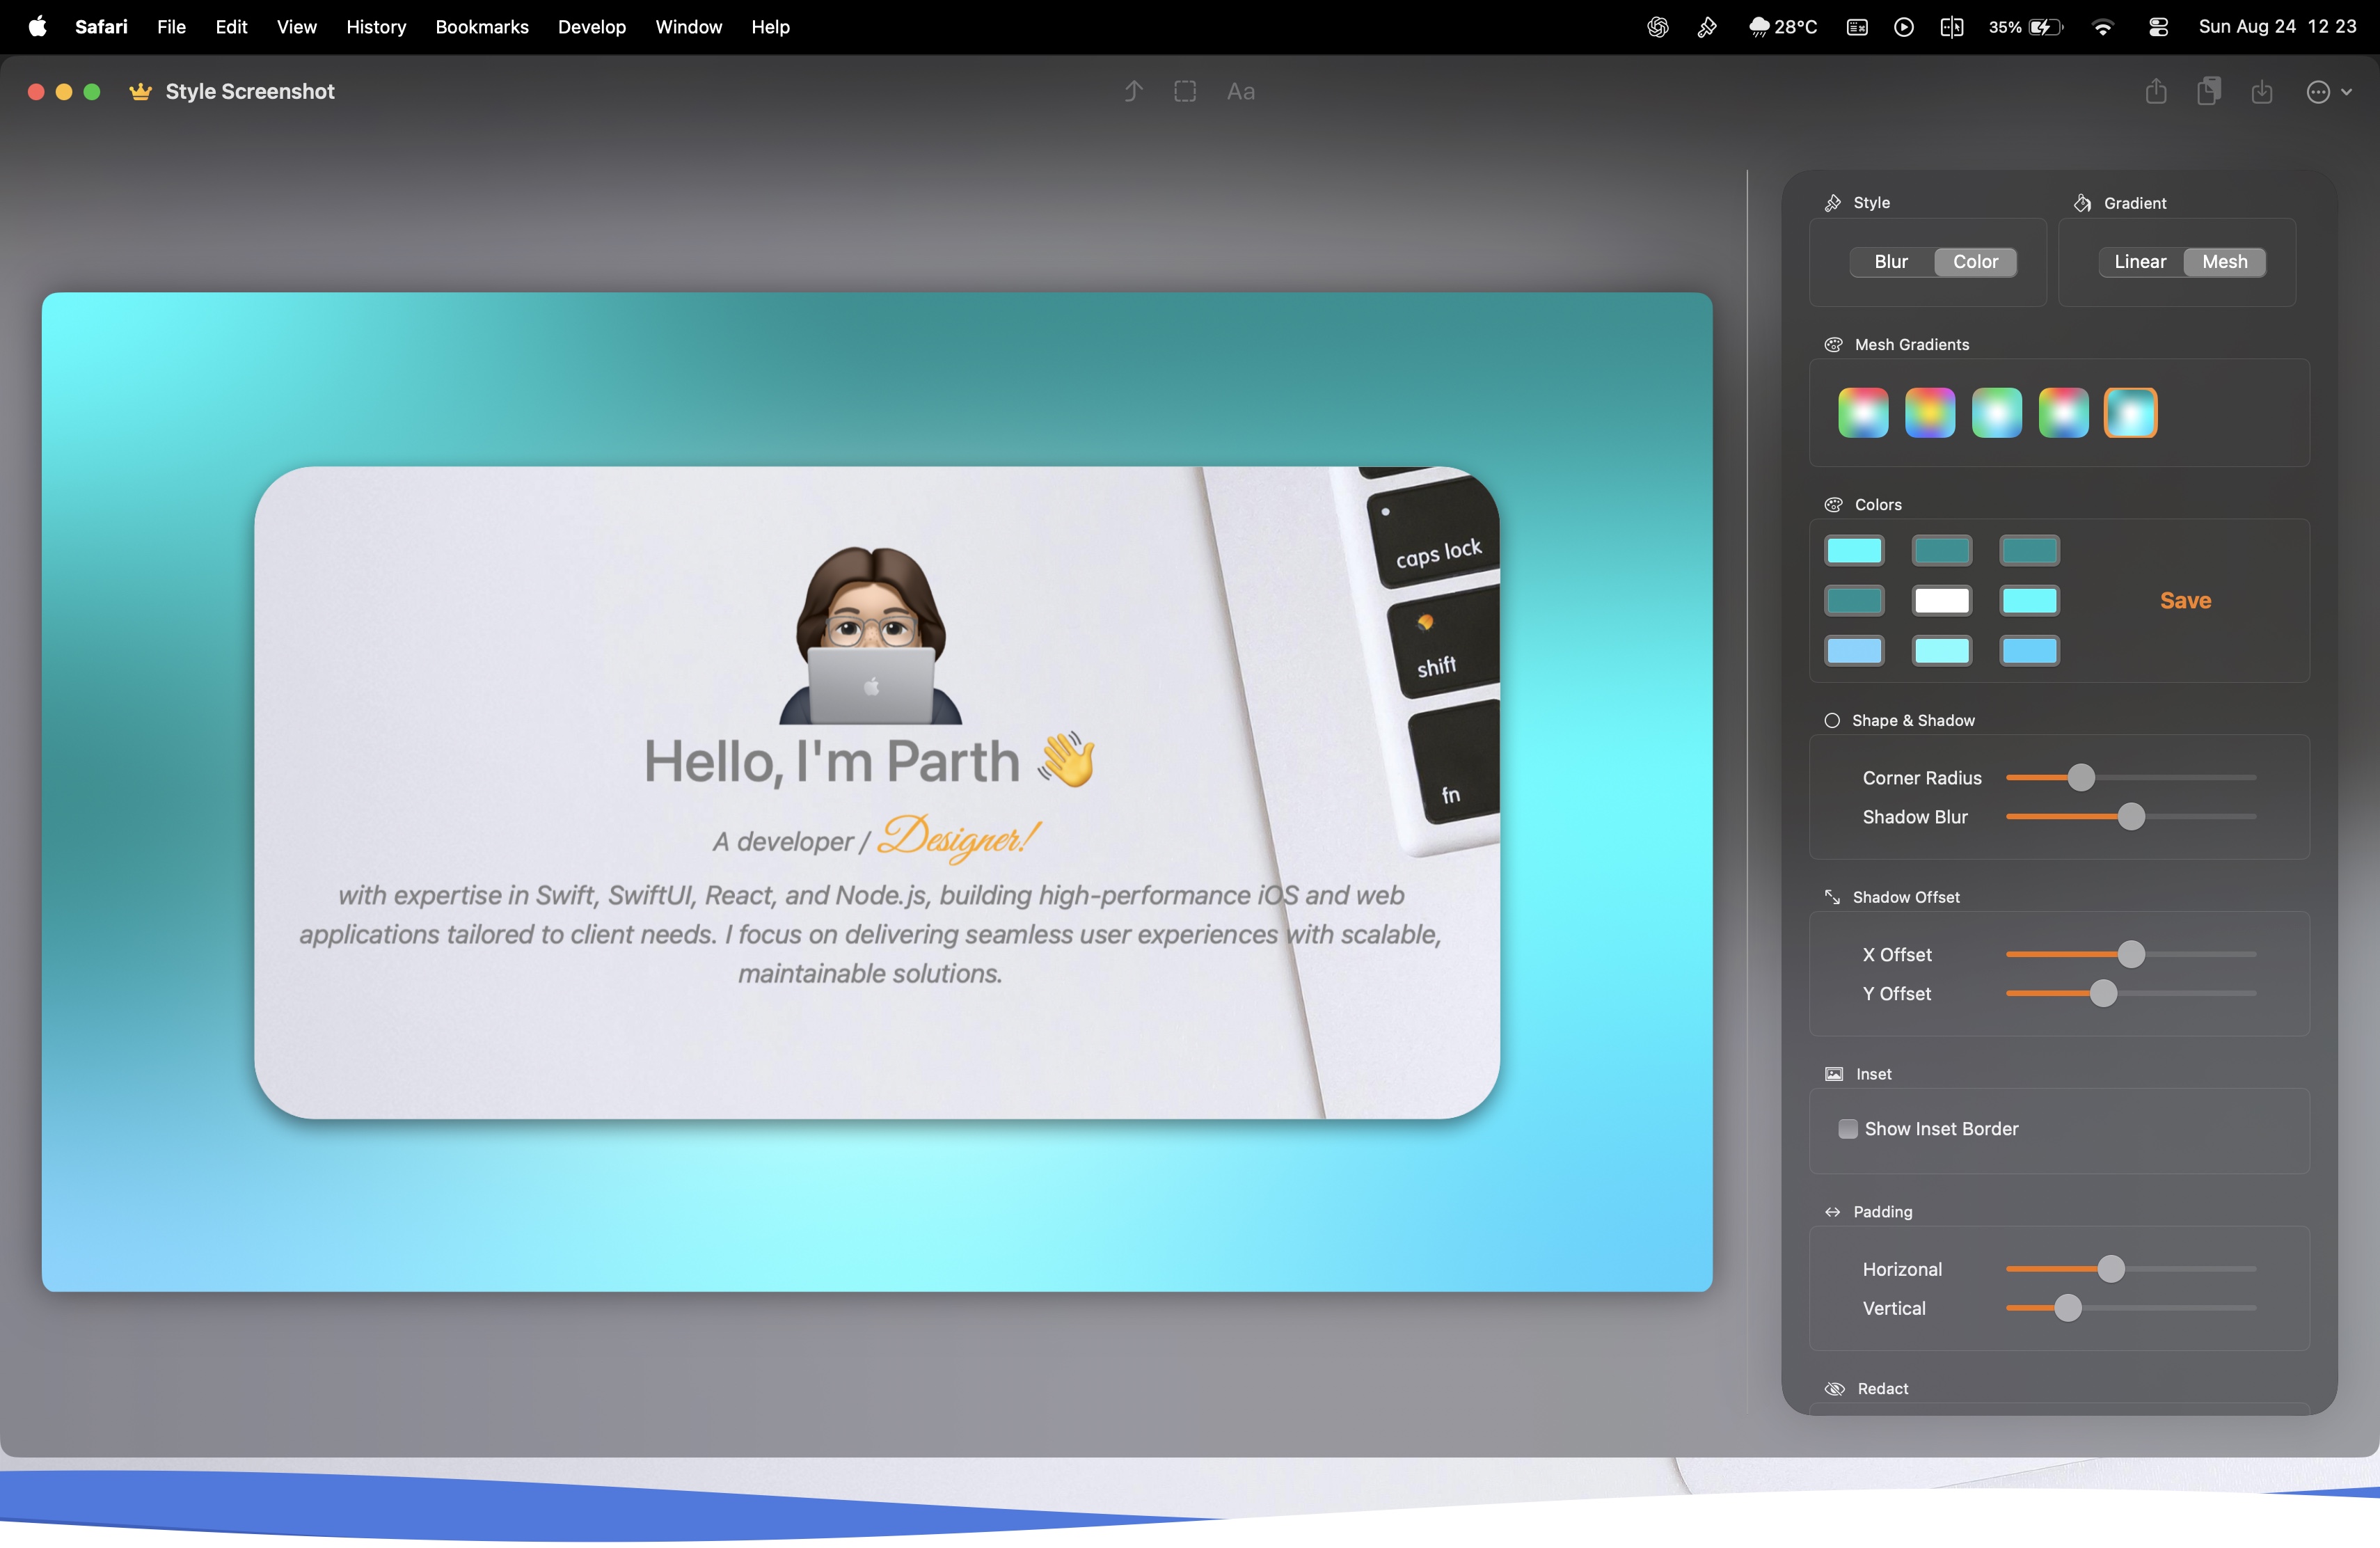 Safari File Edit View History Bookmarks Develop Window Help 28°C 35% Sun Aug 24 12 23
Style Screenshot Aa
Style Gradient
Blur Color Linear Mesh
Mesh Gradients
Colors
Save
Shape & Shadow
Corner Radius
Shadow Blur
Shadow Offset
X Offset
Y Offset
Inset
Show Inset Border
Padding
Horizonal
Vertical
Redact
caps lock
shift
fn
Hello, I'm Parth 👋
A developer / Designer!
with expertise in Swift, SwiftUI, React, and Node.js, building high-performance iOS and web
applications tailored to client needs. I focus on delivering seamless user experiences with scalable,
maintainable solutions.